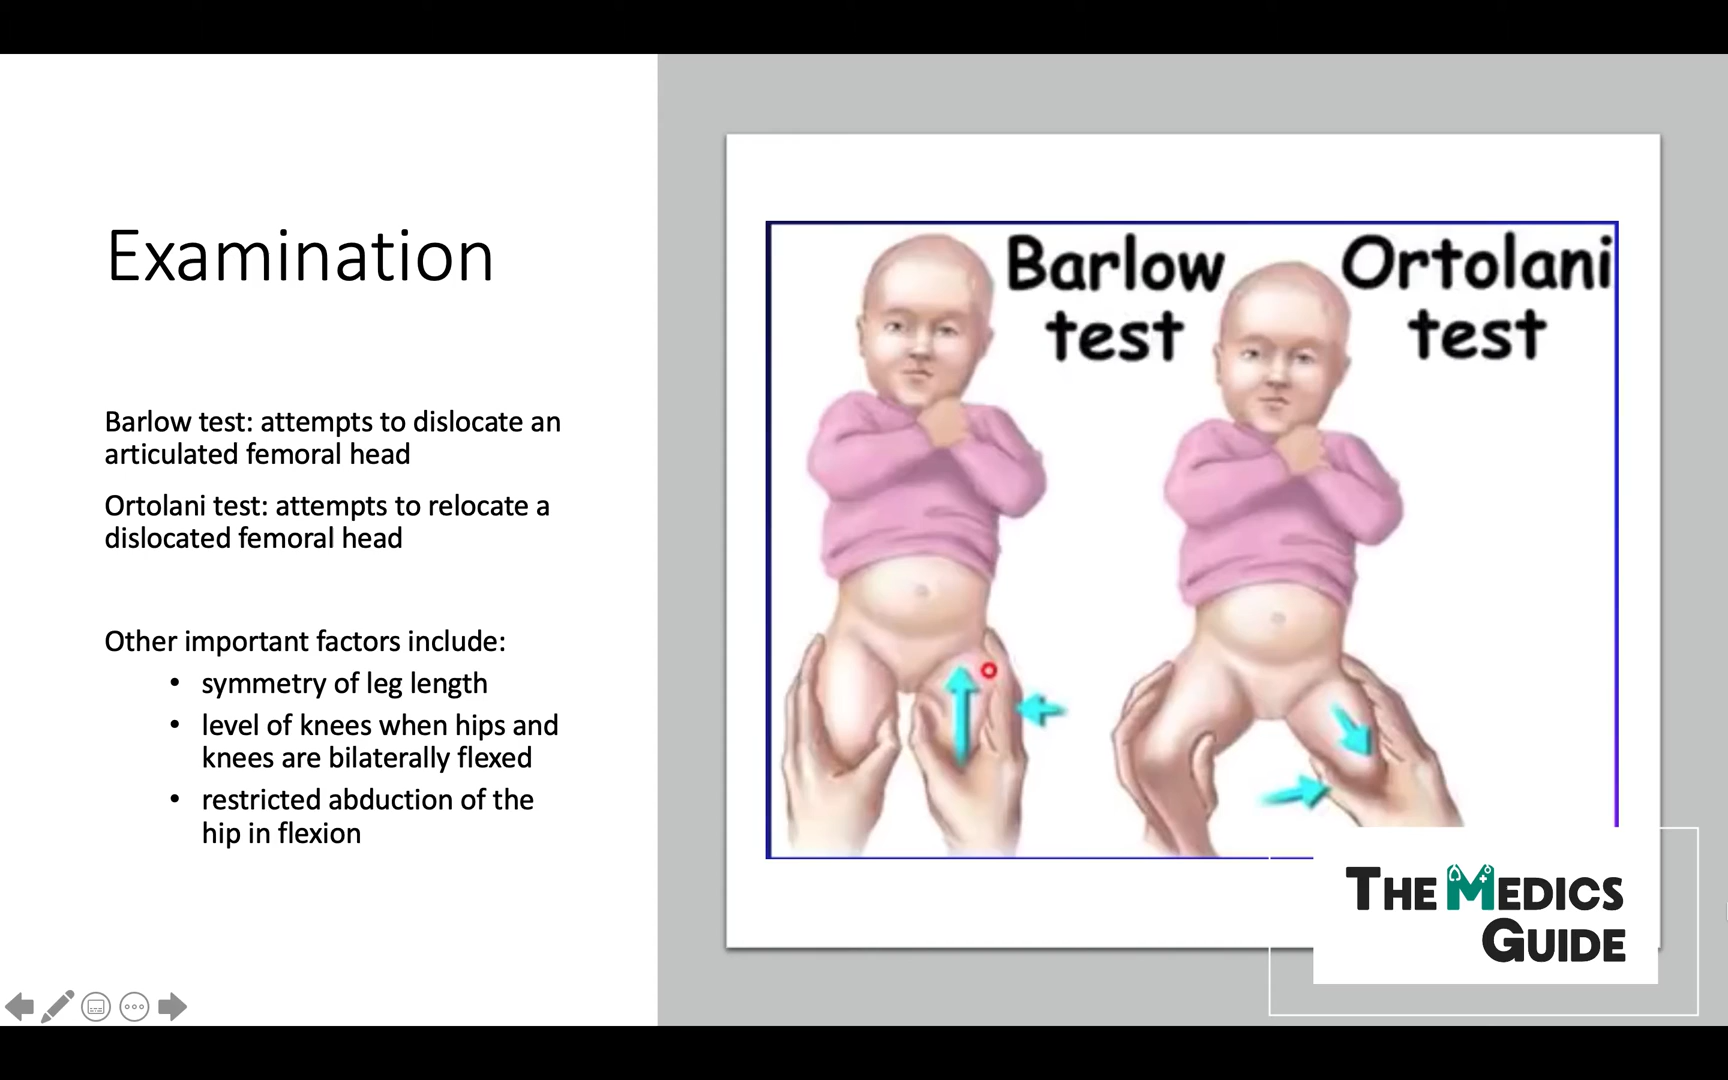 Examination
Barlow test: attempts to dislocate an
articulated femoral head
Ortolani test: attempts to relocate a
dislocated femoral head
Other important factors include:
• symmetry of leg length
• level of knees when hips and
knees are bilaterally flexed
• restricted abduction of the
hip in flexion
Barlow
test
Ortolani
test
THE MEDICS
GUIDE